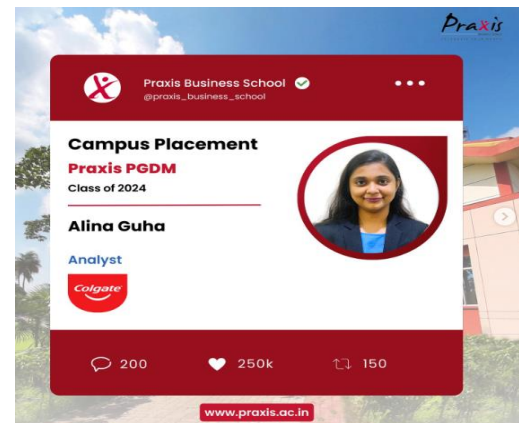 Praxis
Praxis Business School
@praxis_business_school
Campus Placement
Praxis PGDM
Class of 2024
Alina Guha
Analyst
Colgate
200 250k 150
www.praxis.ac.in